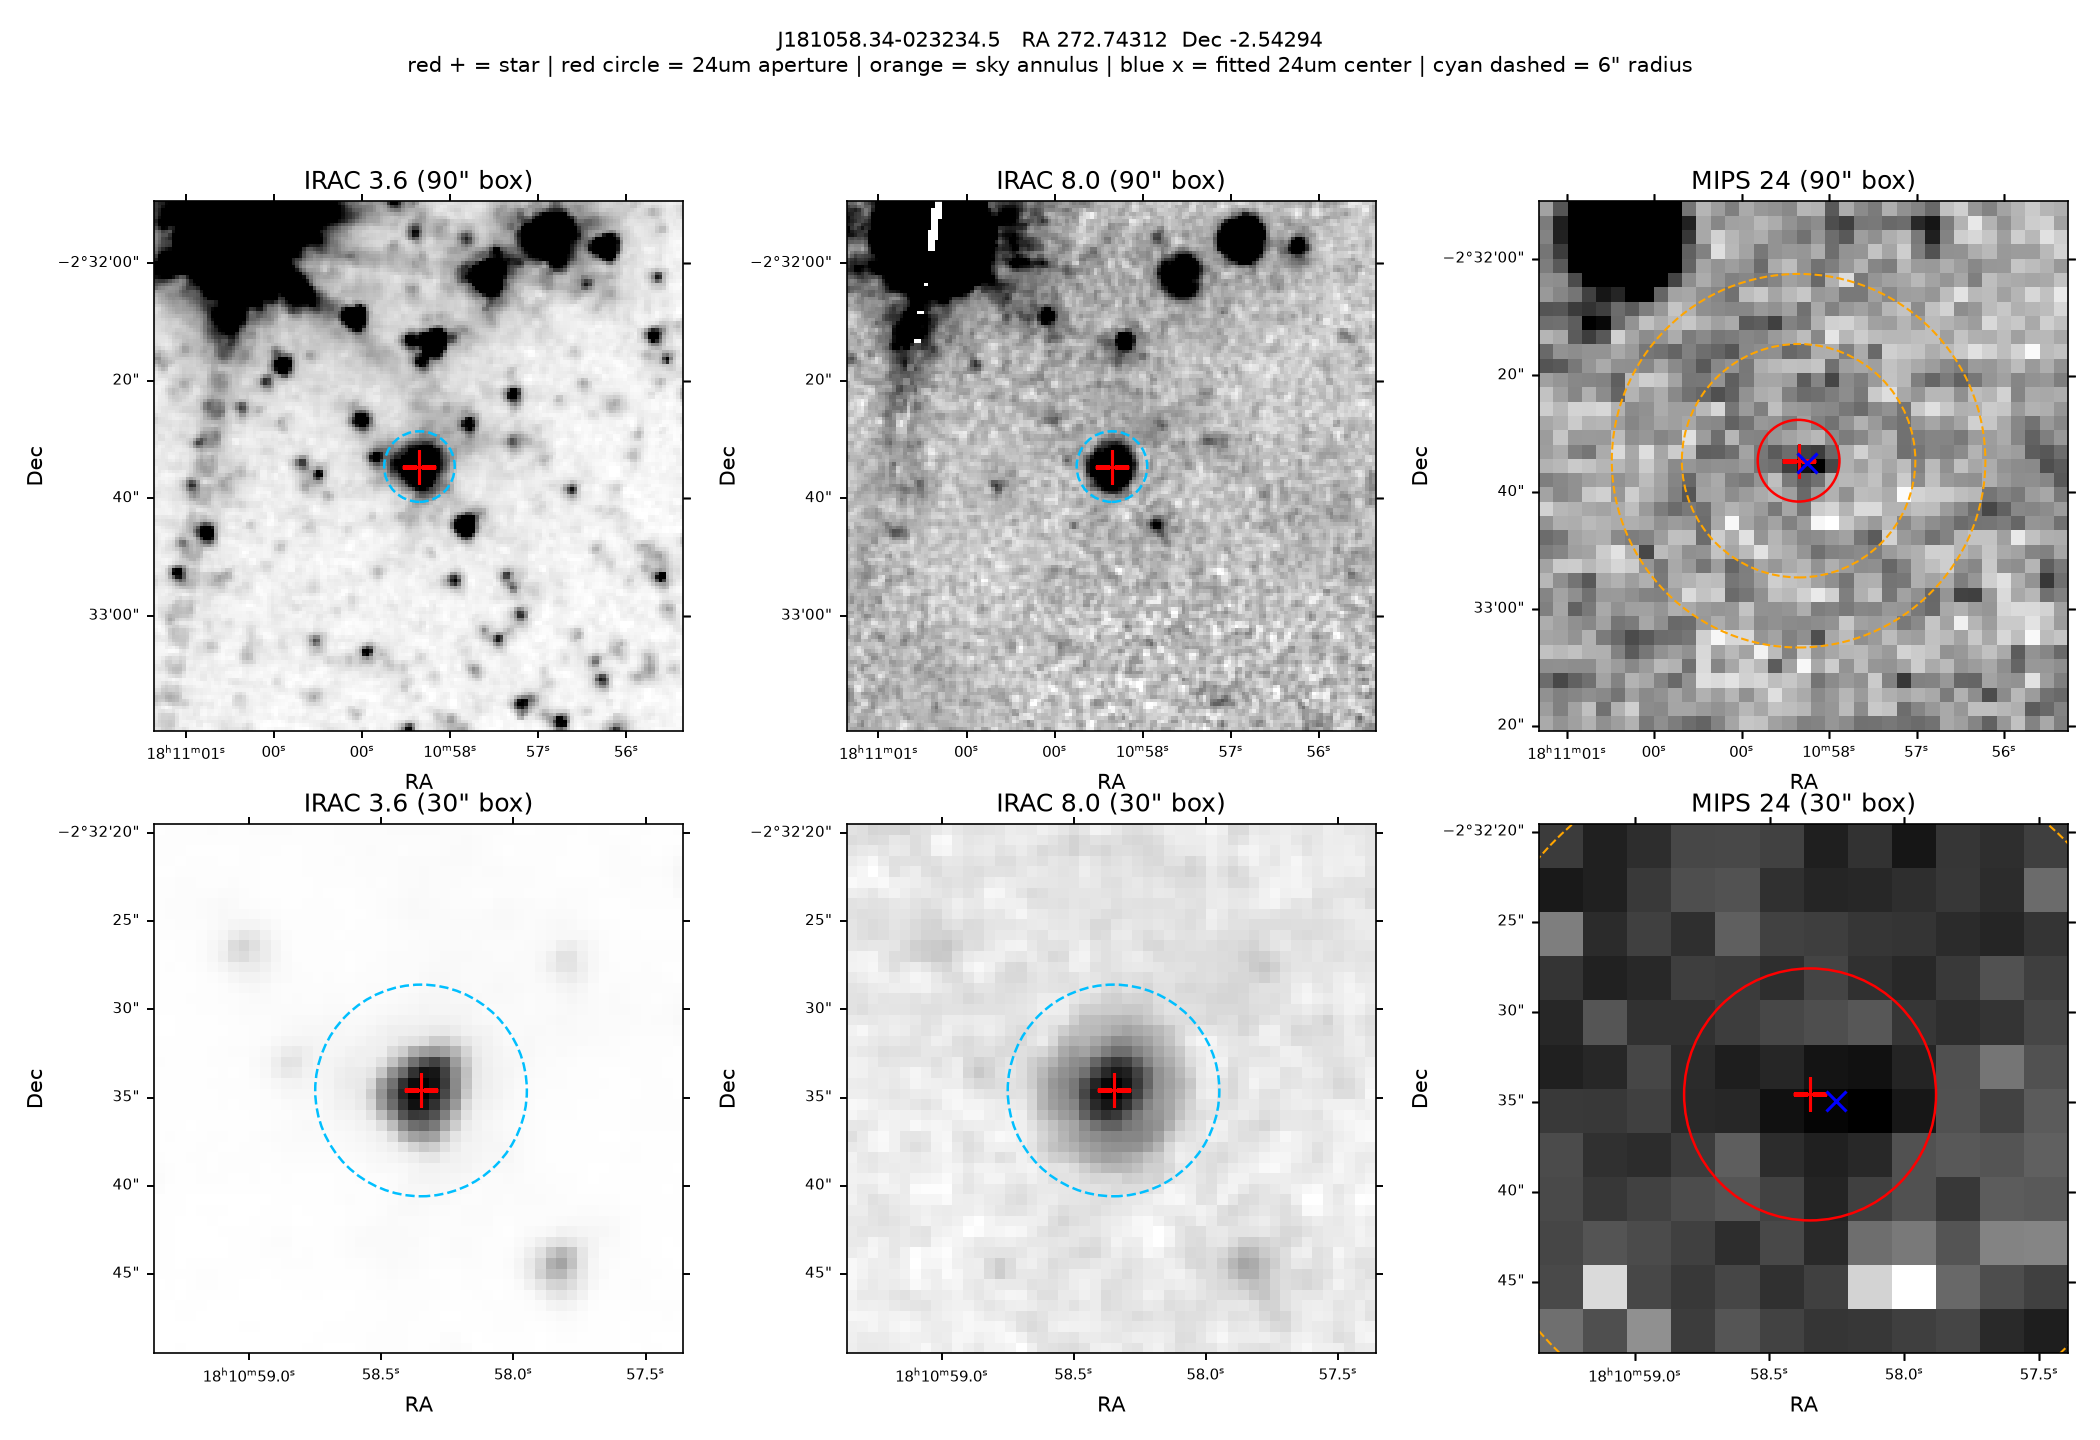 J181058.34-023234.5   RA 272.74312  Dec -2.54294
red + = star | red circle = 24um aperture | orange = sky annulus | blue x = fitted 24um center | cyan dashed = 6" radius
IRAC 3.6 (90" box)
−2°32'00"
20"
40"
33'00"
Dec
18ʰ11ᵐ01ˢ 00ˢ 00ˢ 10ᵐ58ˢ 57ˢ 56ˢ
RA
IRAC 8.0 (90" box)
−2°32'00"
20"
40"
33'00"
Dec
18ʰ11ᵐ01ˢ 00ˢ 00ˢ 10ᵐ58ˢ 57ˢ 56ˢ
RA
MIPS 24 (90" box)
−2°32'00"
20"
40"
33'00"
20"
Dec
18ʰ11ᵐ01ˢ 00ˢ 00ˢ 10ᵐ58ˢ 57ˢ 56ˢ
RA
IRAC 3.6 (30" box)
−2°32'20"
25"
30"
35"
40"
45"
Dec
18ʰ10ᵐ59.0ˢ 58.5ˢ 58.0ˢ 57.5ˢ
RA
IRAC 8.0 (30" box)
−2°32'20"
25"
30"
35"
40"
45"
Dec
18ʰ10ᵐ59.0ˢ 58.5ˢ 58.0ˢ 57.5ˢ
RA
MIPS 24 (30" box)
−2°32'20"
25"
30"
35"
40"
45"
Dec
18ʰ10ᵐ59.0ˢ 58.5ˢ 58.0ˢ 57.5ˢ
RA